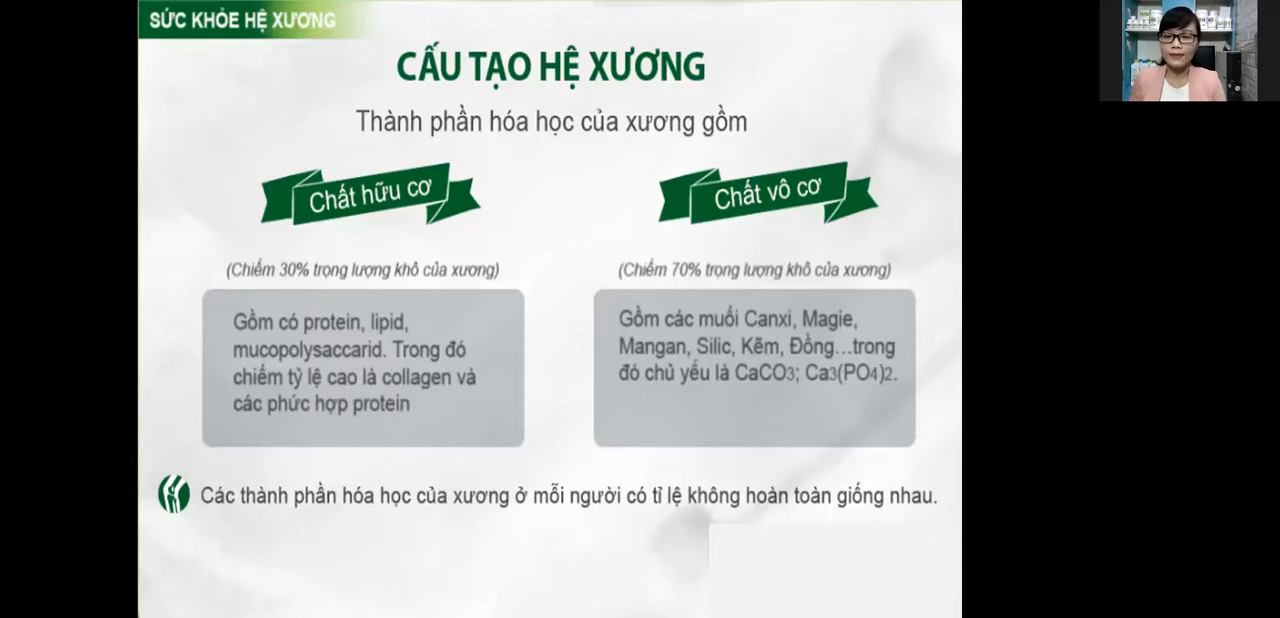 SỨC KHỎE HỆ XƯƠNG
CẤU TẠO HỆ XƯƠNG
Thành phần hóa học của xương gồm
Chất hữu cơ
(Chiếm 30% trọng lượng khô của xương)
Gồm có protein, lipid,
mucopolysaccarid. Trong đó
chiếm tỷ lệ cao là collagen và
các phức hợp protein
Chất vô cơ
(Chiếm 70% trọng lượng khô của xương)
Gồm các muối Canxi, Magie,
Mangan, Silic, Kẽm, Đồng...trong
đó chủ yếu là CaCO3; Ca3(PO4)2.
Các thành phần hóa học của xương ở mỗi người có tỉ lệ không hoàn toàn giống nhau.